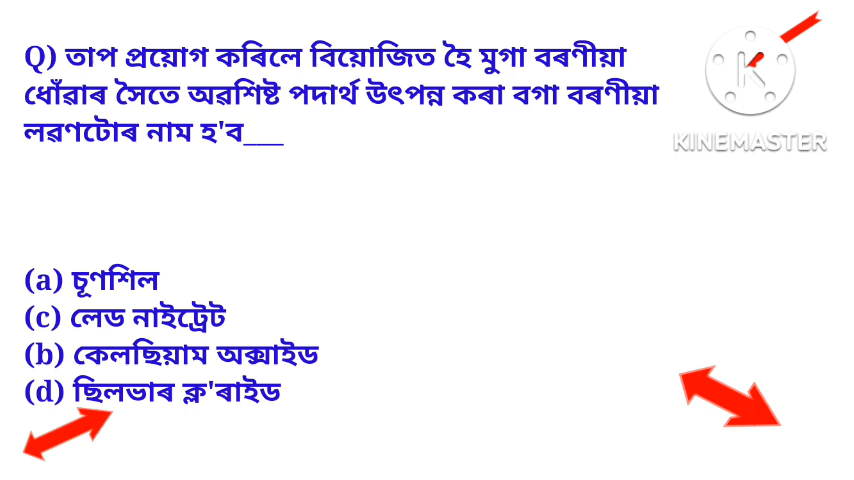 Q) তাপ প্ৰয়োগ কৰিলে বিয়োজিত হৈ মুগা বৰণীয়া
ধোঁৱাৰ সৈতে অৱশিষ্ট পদাৰ্থ উৎপন্ন কৰা বগা বৰণীয়া
লৱণটোৰ নাম হ'ব___
KINEMASTER
(a) চূণশিল
(c) লেড নাইট্ৰেট
(b) কেলছিয়াম অক্সাইড
(d) ছিলভাৰ ক্ল'ৰাইড